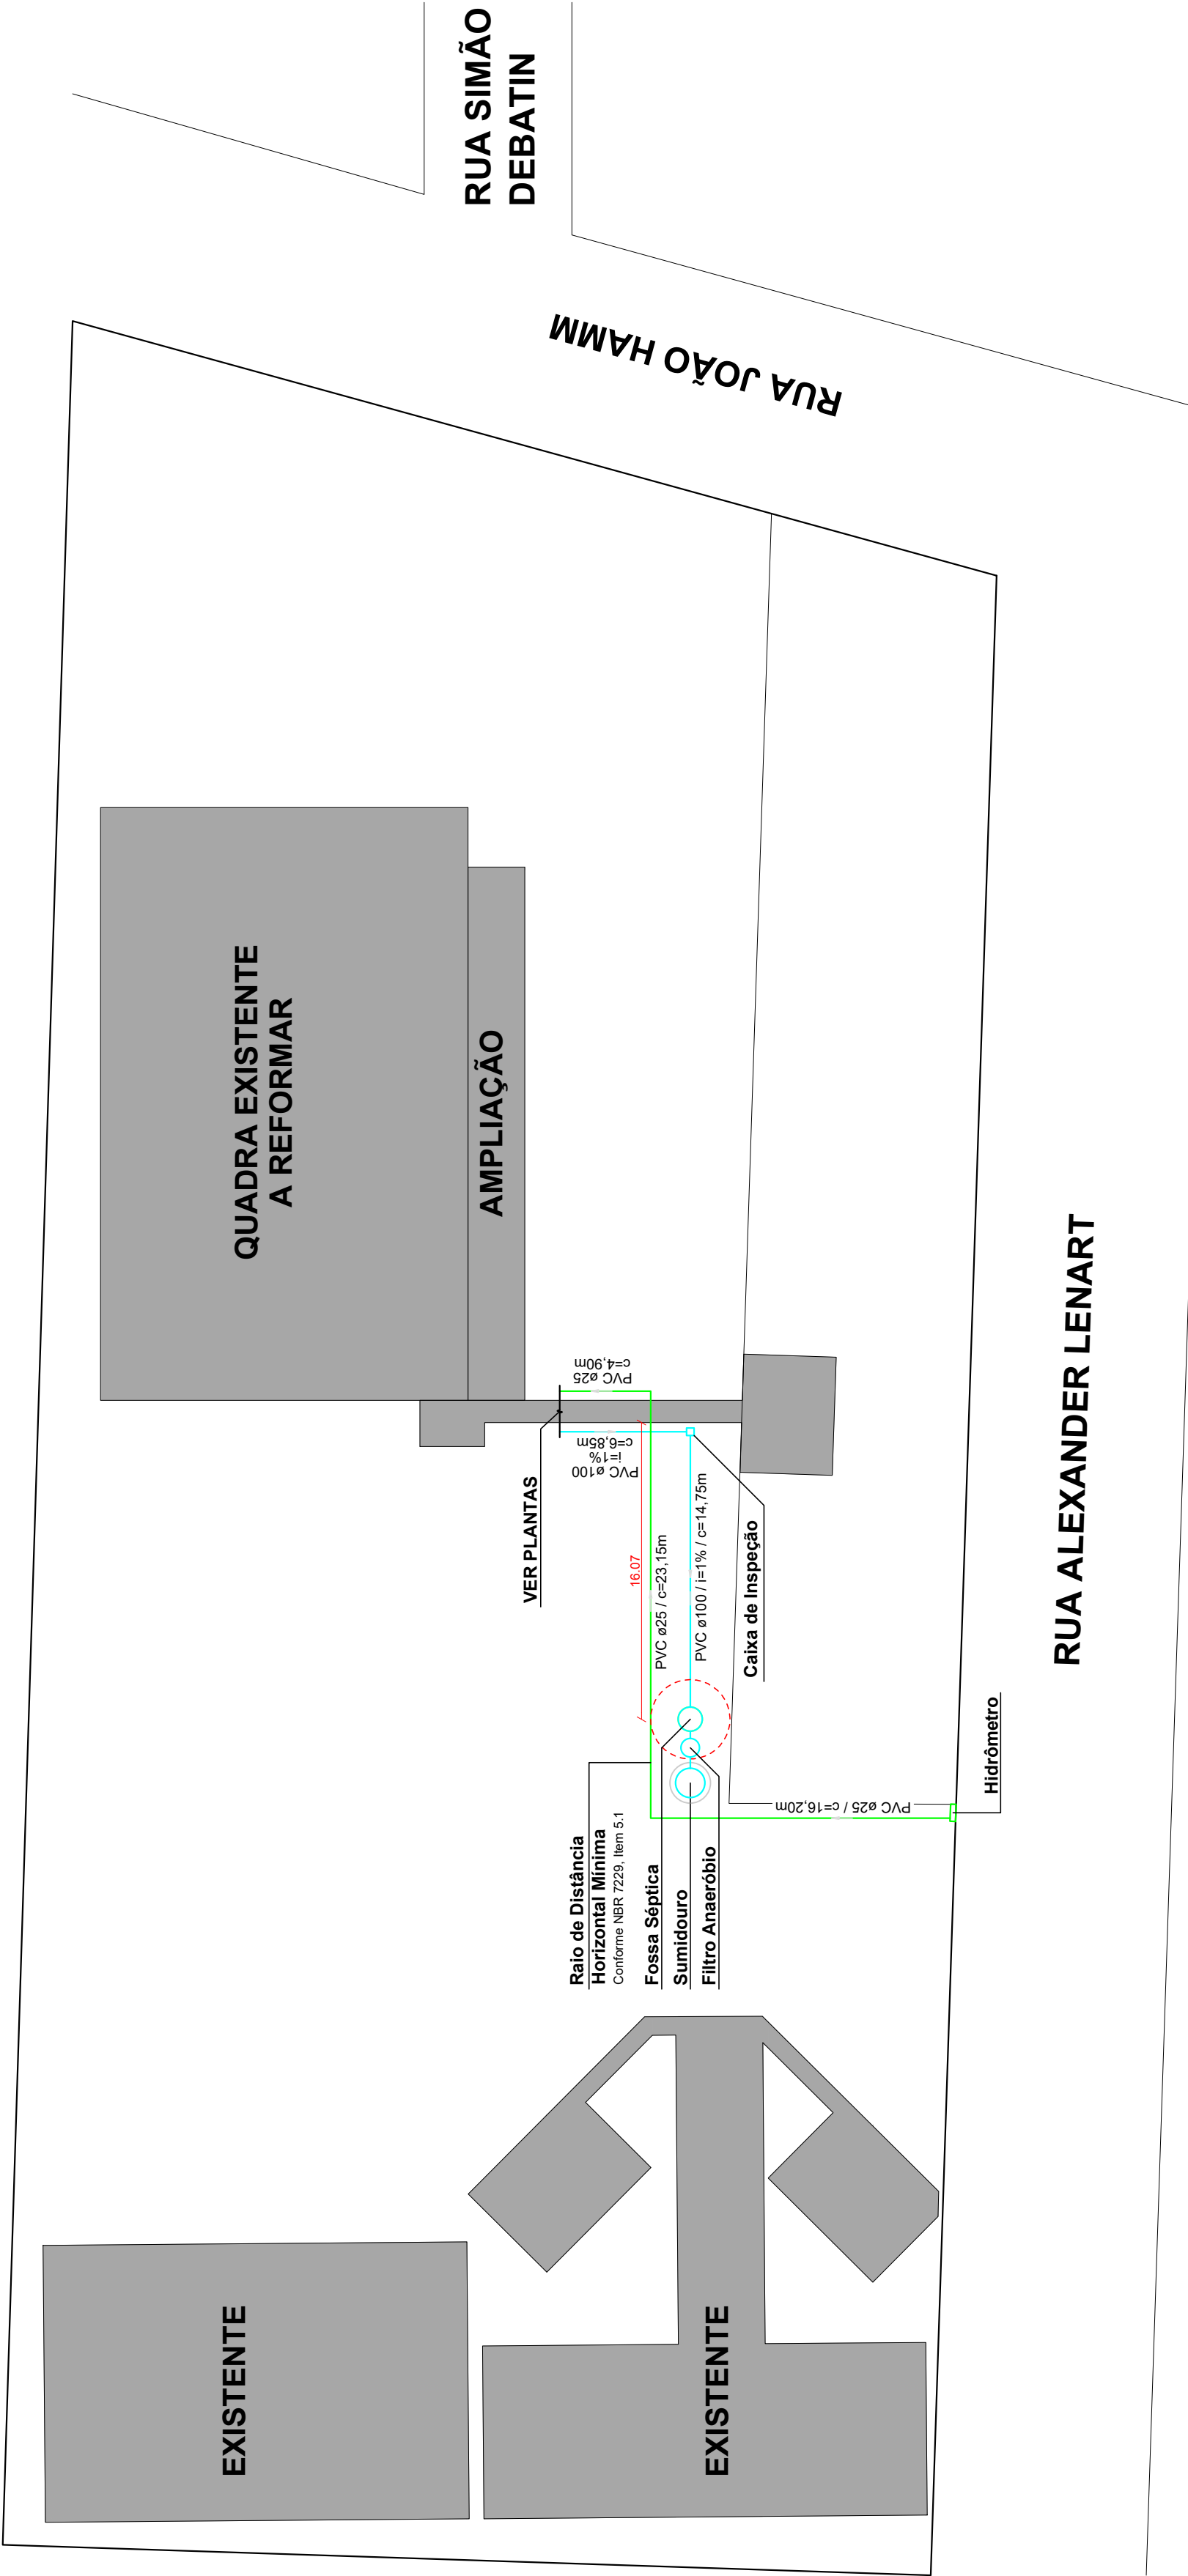 RUA SIMÃO
DEBATIN
RUA JOÃO HAMM
QUADRA EXISTENTE
A REFORMAR
AMPLIAÇÃO
PVC ø25
c=4,90m
PVC ø100
i=1%
c=6,85m
VER PLANTAS
16.07
PVC ø25 / c=23,15m
PVC ø100 / i=1% / c=14,75m
Caixa de Inspeção
RUA ALEXANDER LENART
Hidrômetro
PVC ø25 / c=16,20m
Raio de Distância
Horizontal Mínima
Conforme NBR 7229, Item 5.1
Fossa Séptica
Sumidouro
Filtro Anaeróbio
EXISTENTE
EXISTENTE